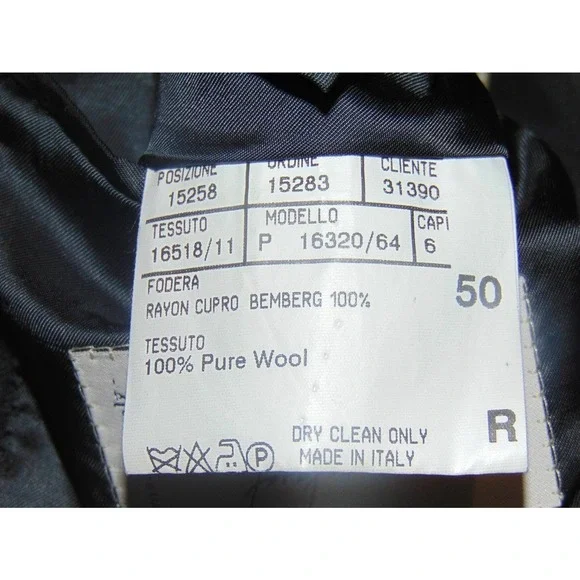 POSIZIONE ORDINE CLIENTE
15258 15283 31390
TESSUTO MODELLO CAPI
16518/11 P 16320/64 6
FODERA
RAYON CUPRO BEMBERG 100% 50
TESSUTO
100% Pure Wool
DRY CLEAN ONLY R
MADE IN ITALY
P